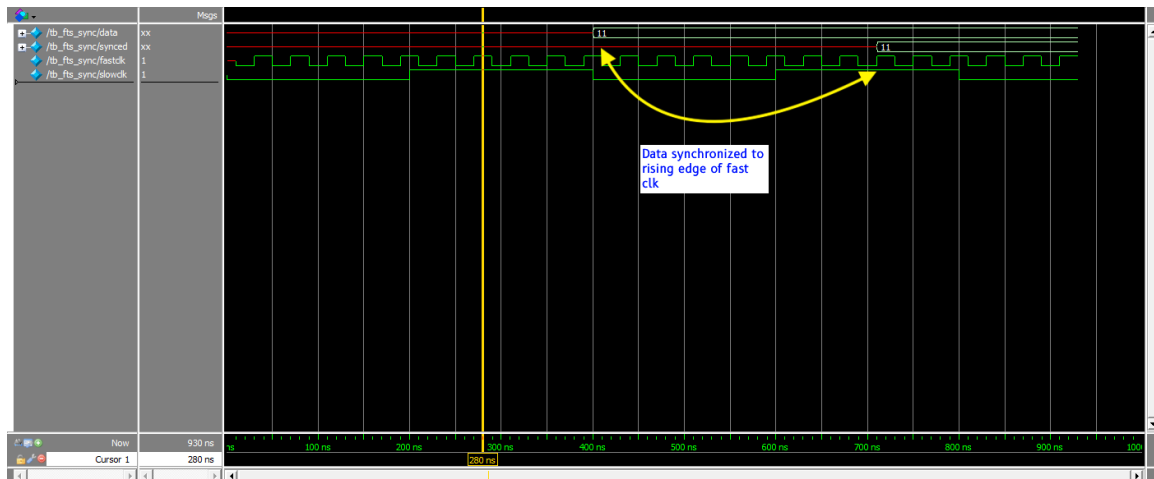 Msgs
/tb_fts_sync/data xx 11
/tb_fts_sync/synced xx 11
/tb_fts_sync/fastclk 1
/tb_fts_sync/slowclk 1
Data synchronized to
rising edge of fast
clk
Now 930 ns ns 100 ns 200 ns 300 ns 400 ns 500 ns 600 ns 700 ns 800 ns 900 ns 100
Cursor 1 280 ns 280 ns